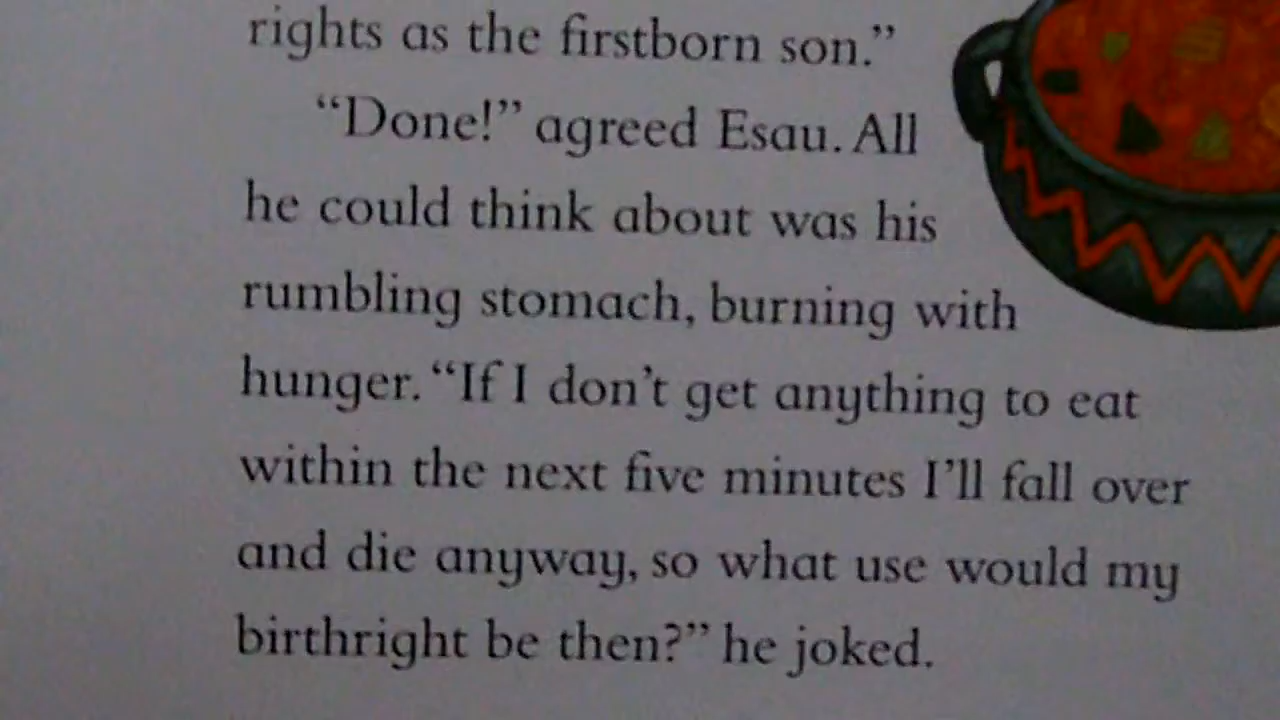 rights as the firstborn son.”
“Done!” agreed Esau. All
he could think about was his
rumbling stomach, burning with
hunger. “If I don’t get anything to eat
within the next five minutes I’ll fall over
and die anyway, so what use would my
birthright be then?” he joked.